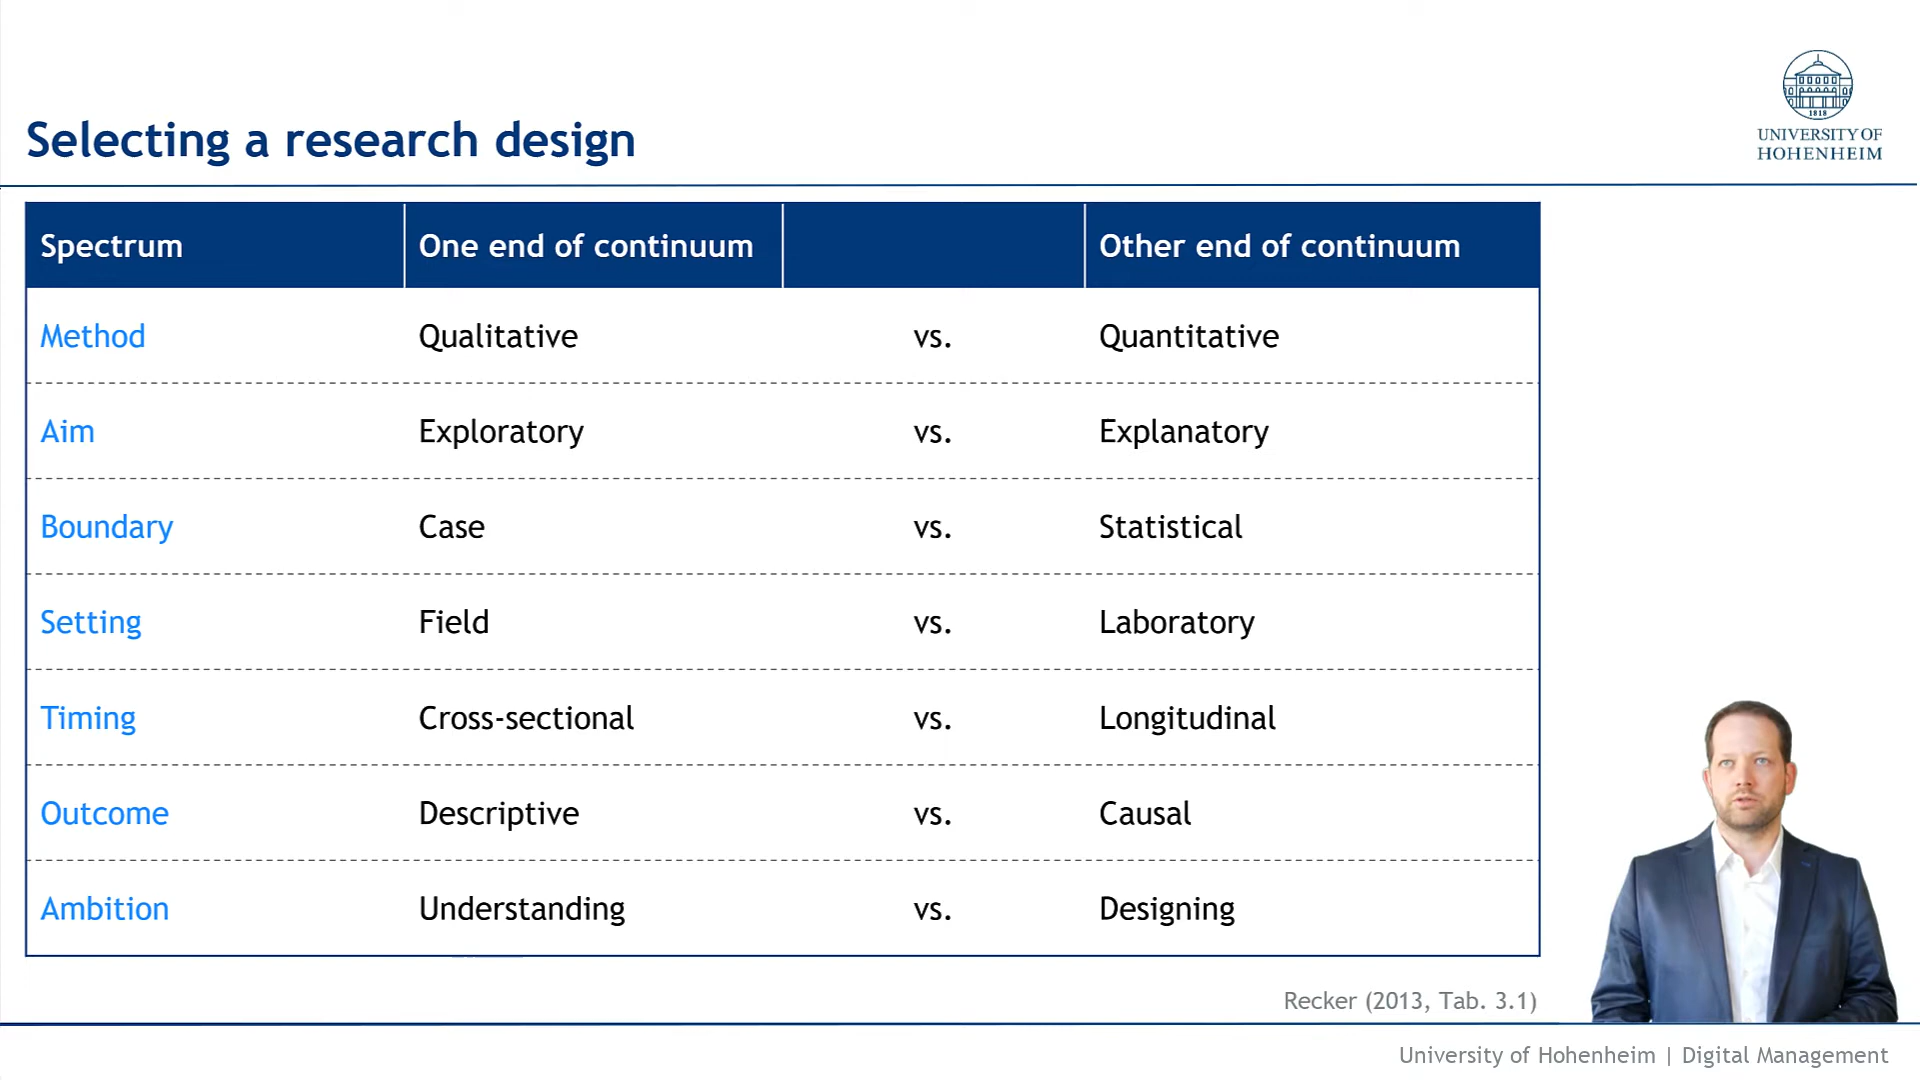 1818
UNIVERSITY OF
HOHENHEIM
Selecting a research design
Spectrum One end of continuum Other end of continuum
Method Qualitative vs. Quantitative
Aim Exploratory vs. Explanatory
Boundary Case vs. Statistical
Setting Field vs. Laboratory
Timing Cross-sectional vs. Longitudinal
Outcome Descriptive vs. Causal
Ambition Understanding vs. Designing
Recker (2013, Tab. 3.1)
University of Hohenheim | Digital Management